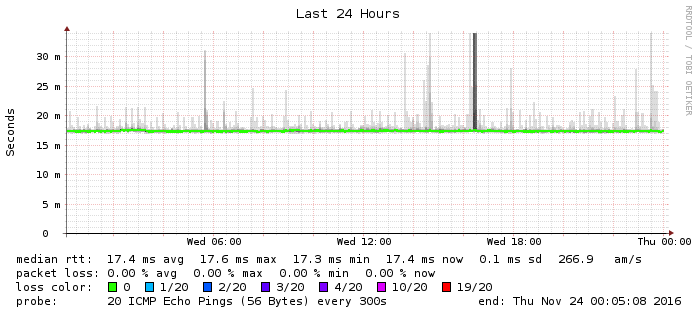 Last 24 Hours
RRDTOOL / TOBI OETIKER
Seconds
30 m
25 m
20 m
15 m
10 m
5 m
0
Wed 06:00 Wed 12:00 Wed 18:00 Thu 00:00
median rtt: 17.4 ms avg 17.6 ms max 17.3 ms min 17.4 ms now 0.1 ms sd 266.9 am/s
packet loss: 0.00 % avg 0.00 % max 0.00 % min 0.00 % now
loss color: 0 1/20 2/20 3/20 4/20 10/20 19/20
probe: 20 ICMP Echo Pings (56 Bytes) every 300s end: Thu Nov 24 00:05:08 2016